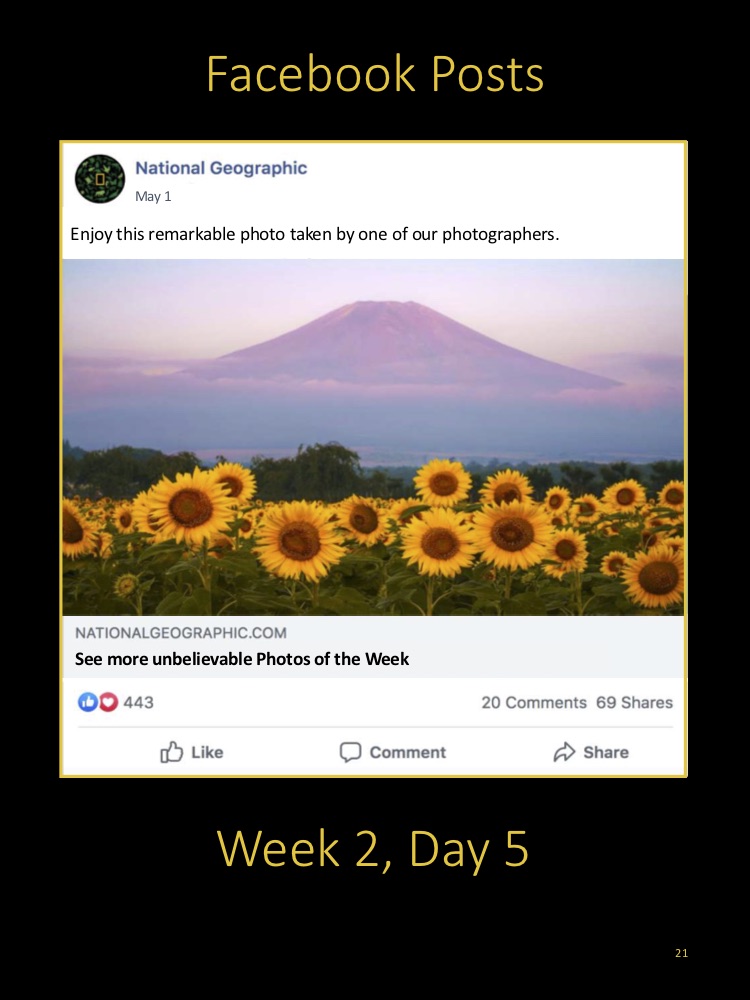 Facebook Posts
National Geographic
May 1
Enjoy this remarkable photo taken by one of our photographers.
NATIONALGEOGRAPHIC.COM
See more unbelievable Photos of the Week
443
20 Comments 69 Shares
Like Comment Share
Week 2, Day 5
21